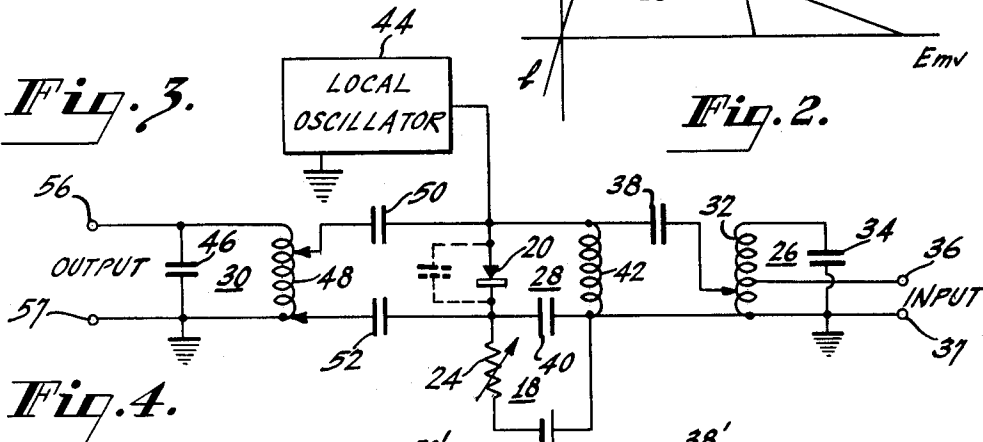 44
Emv
l
Fig. 3.
LOCAL
OSCILLATOR
Fig. 2.
56
50
38
32
34
36
46
30
48
20
28
42
26
OUTPUT
INPUT
57
52
24
18
40
37
Fig. 4.
38'